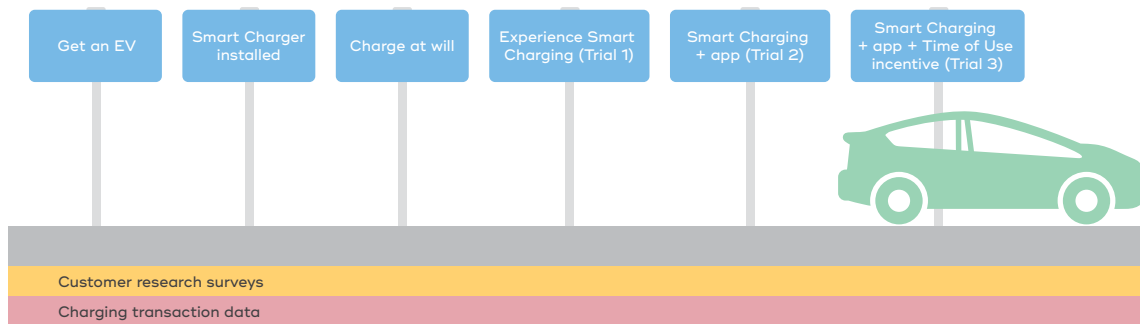 Get an EV
Smart Charger
installed
Charge at will
Experience Smart
Charging (Trial 1)
Smart Charging
+ app (Trial 2)
Smart Charging
+ app + Time of Use
incentive (Trial 3)
Customer research surveys
Charging transaction data